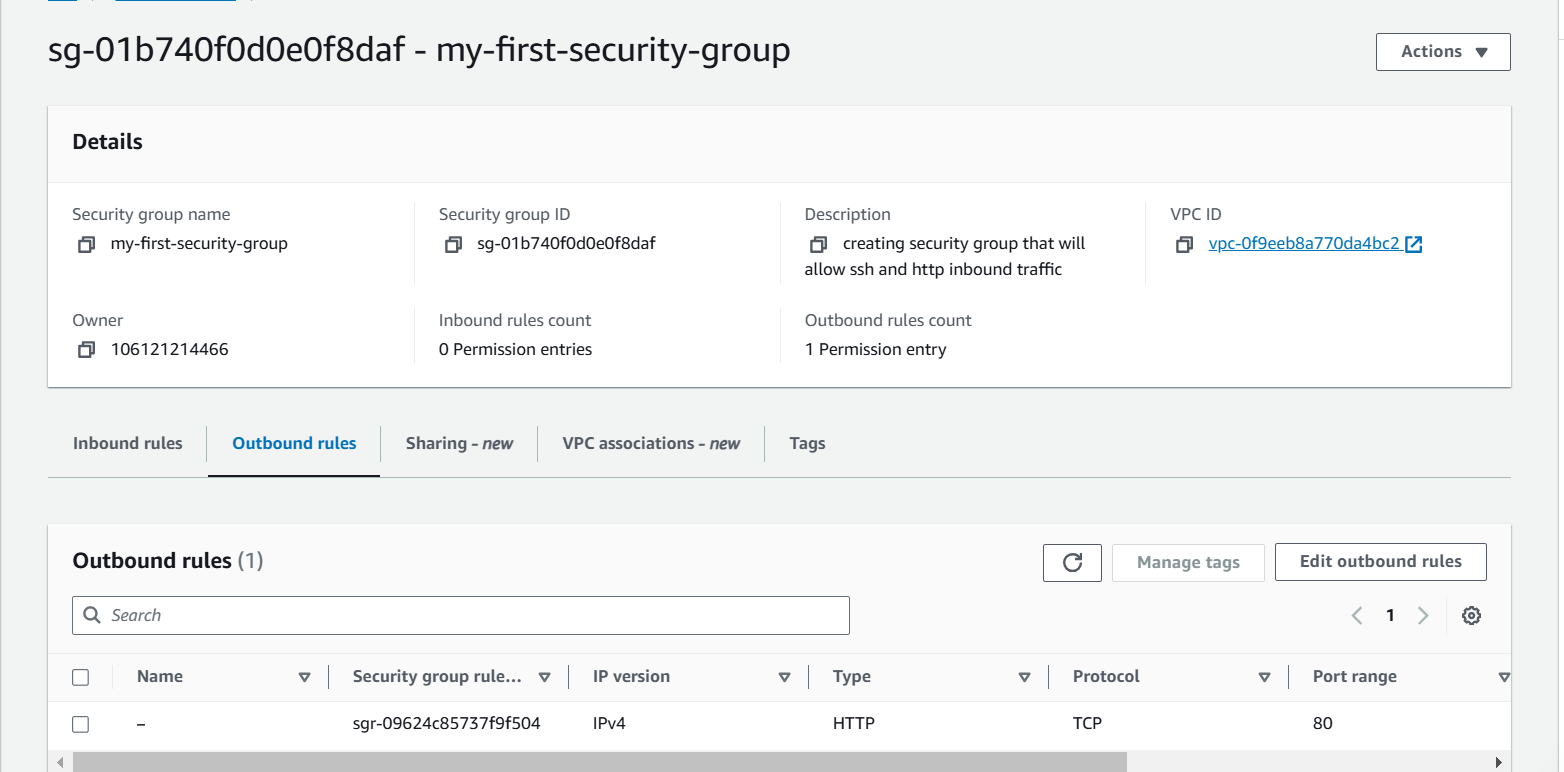 sg-01b740f0d0e0f8daf - my-first-security-group
Actions
Details
Security group name
my-first-security-group
Security group ID
sg-01b740f0d0e0f8daf
Description
creating security group that will
allow ssh and http inbound traffic
VPC ID
vpc-0f9eeb8a770da4bc2
Owner
106121214466
Inbound rules count
0 Permission entries
Outbound rules count
1 Permission entry
Inbound rules
Outbound rules
Sharing - new
VPC associations - new
Tags
Outbound rules (1)
Manage tags
Edit outbound rules
Search
1
Name Security group rule... IP version Type Protocol Port range
– sgr-09624c85737f9f504 IPv4 HTTP TCP 80